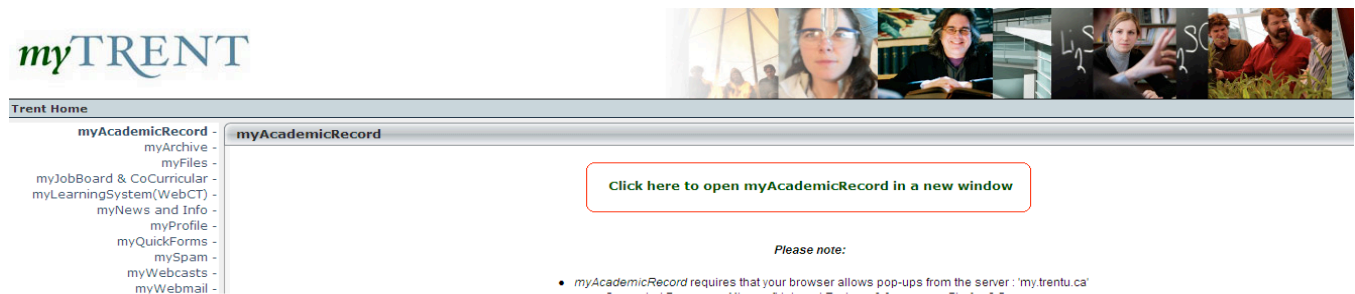 myTRENT
Li2S
SO
Trent Home
myAcademicRecord -
myArchive -
myFiles -
myJobBoard & CoCurricular -
myLearningSystem(WebCT) -
myNews and Info -
myProfile -
myQuickForms -
mySpam -
myWebcasts -
myWebmail -
myAcademicRecord
Click here to open myAcademicRecord in a new window
Please note:
• myAcademicRecord requires that your browser allows pop-ups from the server : 'my.trentu.ca'